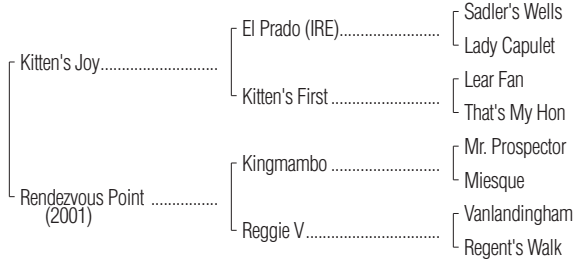 Sadler's Wells
El Prado (IRE)
Lady Capulet
Kitten's Joy
Lear Fan
Kitten's First
That's My Hon
Mr. Prospector
Kingmambo
Miesque
Rendezvous Point
(2001)
Vanlandingham
Reggie V
Regent's Walk